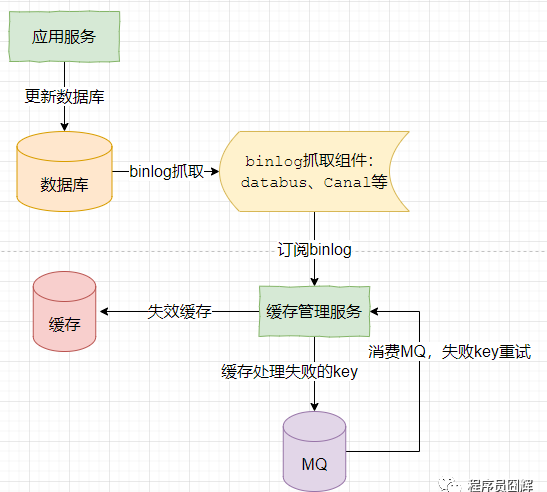 应用服务
更新数据库
数据库
binlog抓取
binlog抓取组件：
databus、Canal等
订阅binlog
缓存
失效缓存
缓存管理服务
消费MQ，失败key重试
缓存处理失败的key
MQ
程序员囧辉